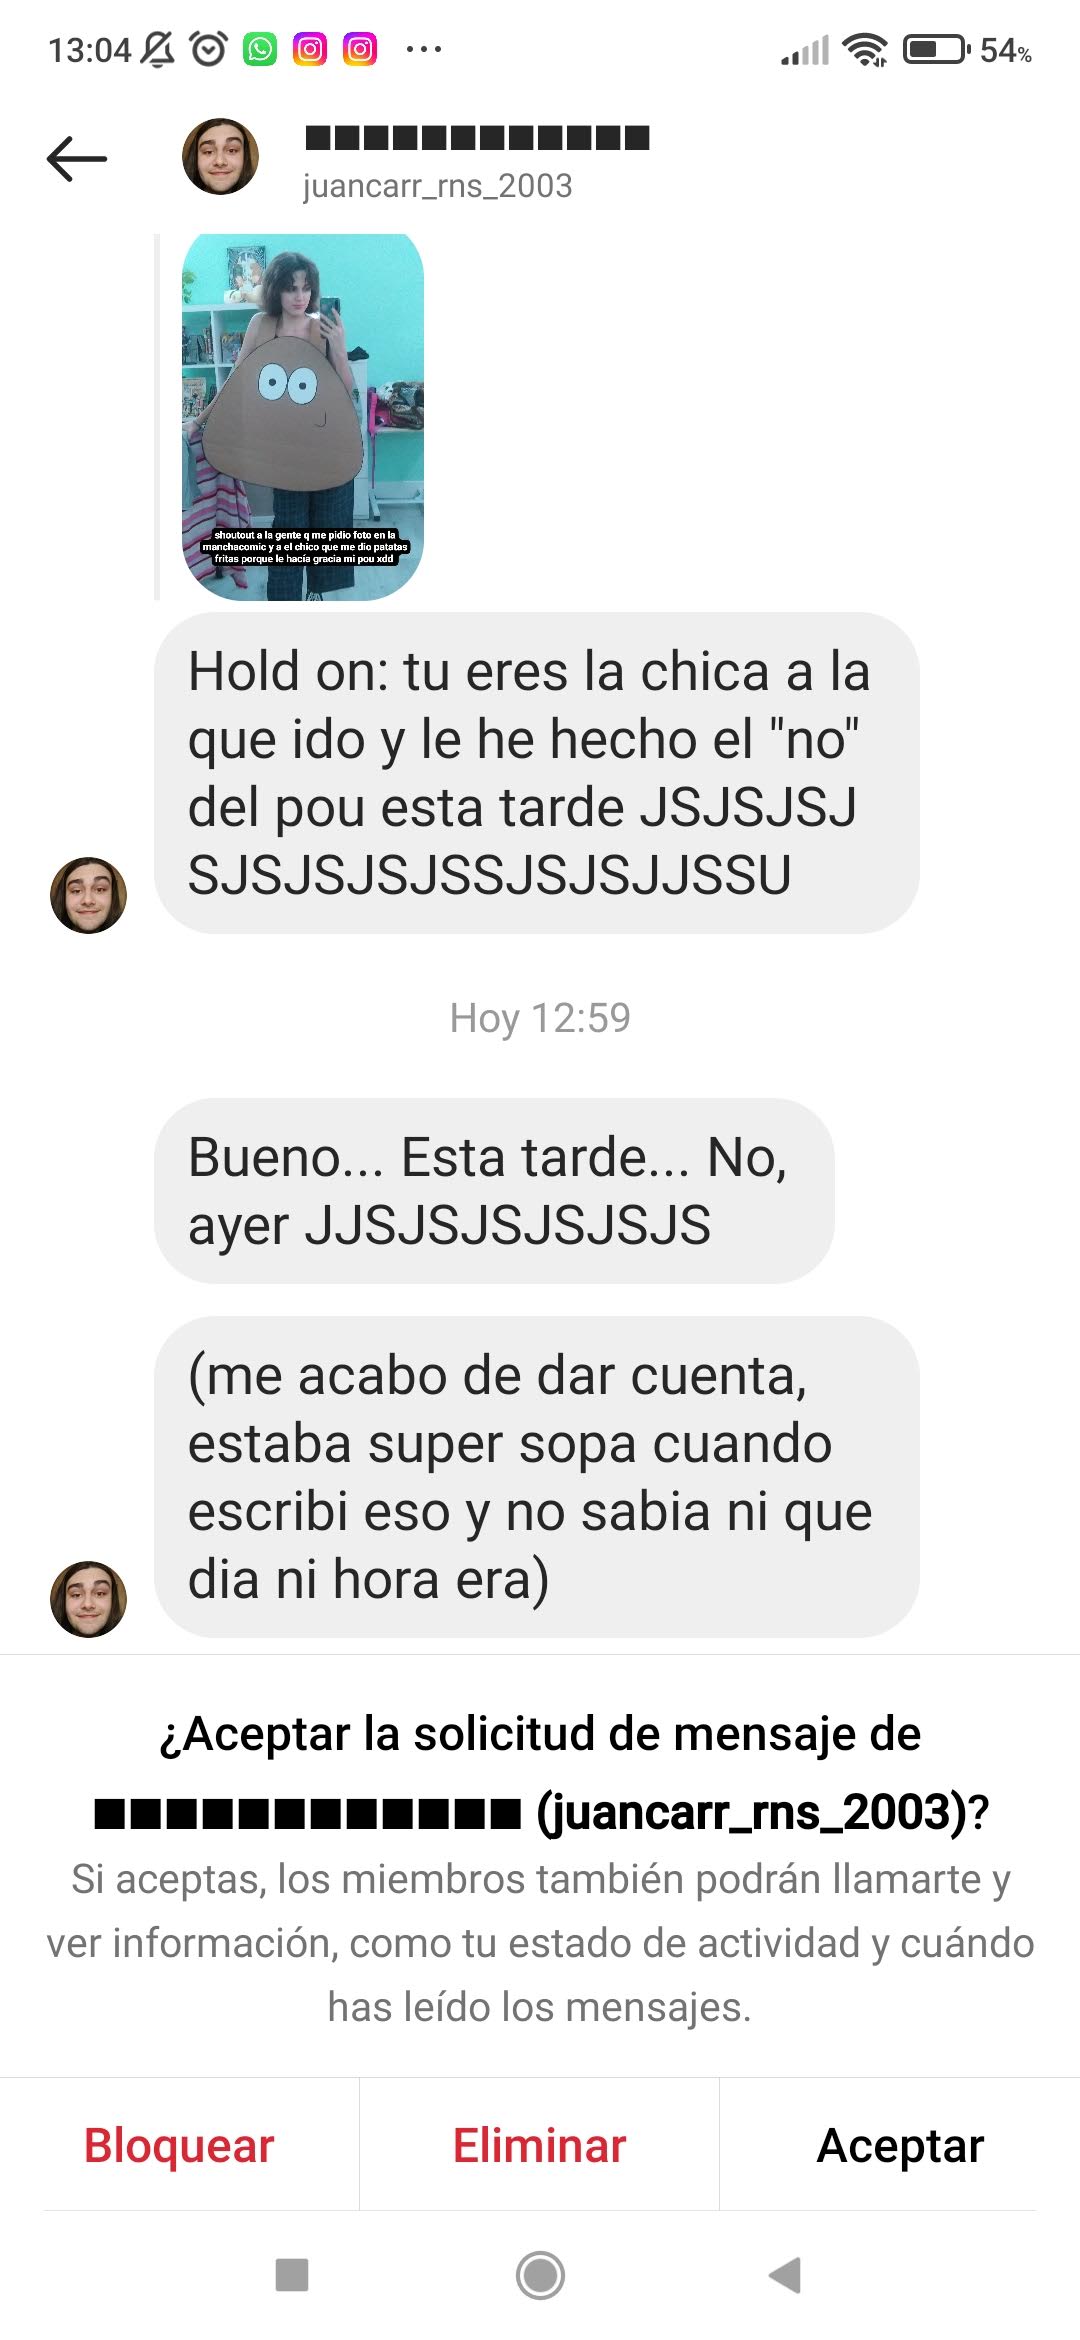 13:04 54%
■■■■■■■■■■■■
juancarr_rns_2003
shoutout a la gente q me pidio foto en la
manchacomic y a el chico que me dio patatas
fritas porque le hacía gracia mi pou xdd
Hold on: tu eres la chica a la
que ido y le he hecho el "no"
del pou esta tarde JSJSJSJ
SJSJSJSJSSJSJSJJSSU
Hoy 12:59
Bueno... Esta tarde... No,
ayer JJSJSJSJSJSJS
(me acabo de dar cuenta,
estaba super sopa cuando
escribi eso y no sabia ni que
dia ni hora era)
¿Aceptar la solicitud de mensaje de
■■■■■■■■■■■■ (juancarr_rns_2003)?
Si aceptas, los miembros también podrán llamarte y
ver información, como tu estado de actividad y cuándo
has leído los mensajes.
Bloquear Eliminar Aceptar